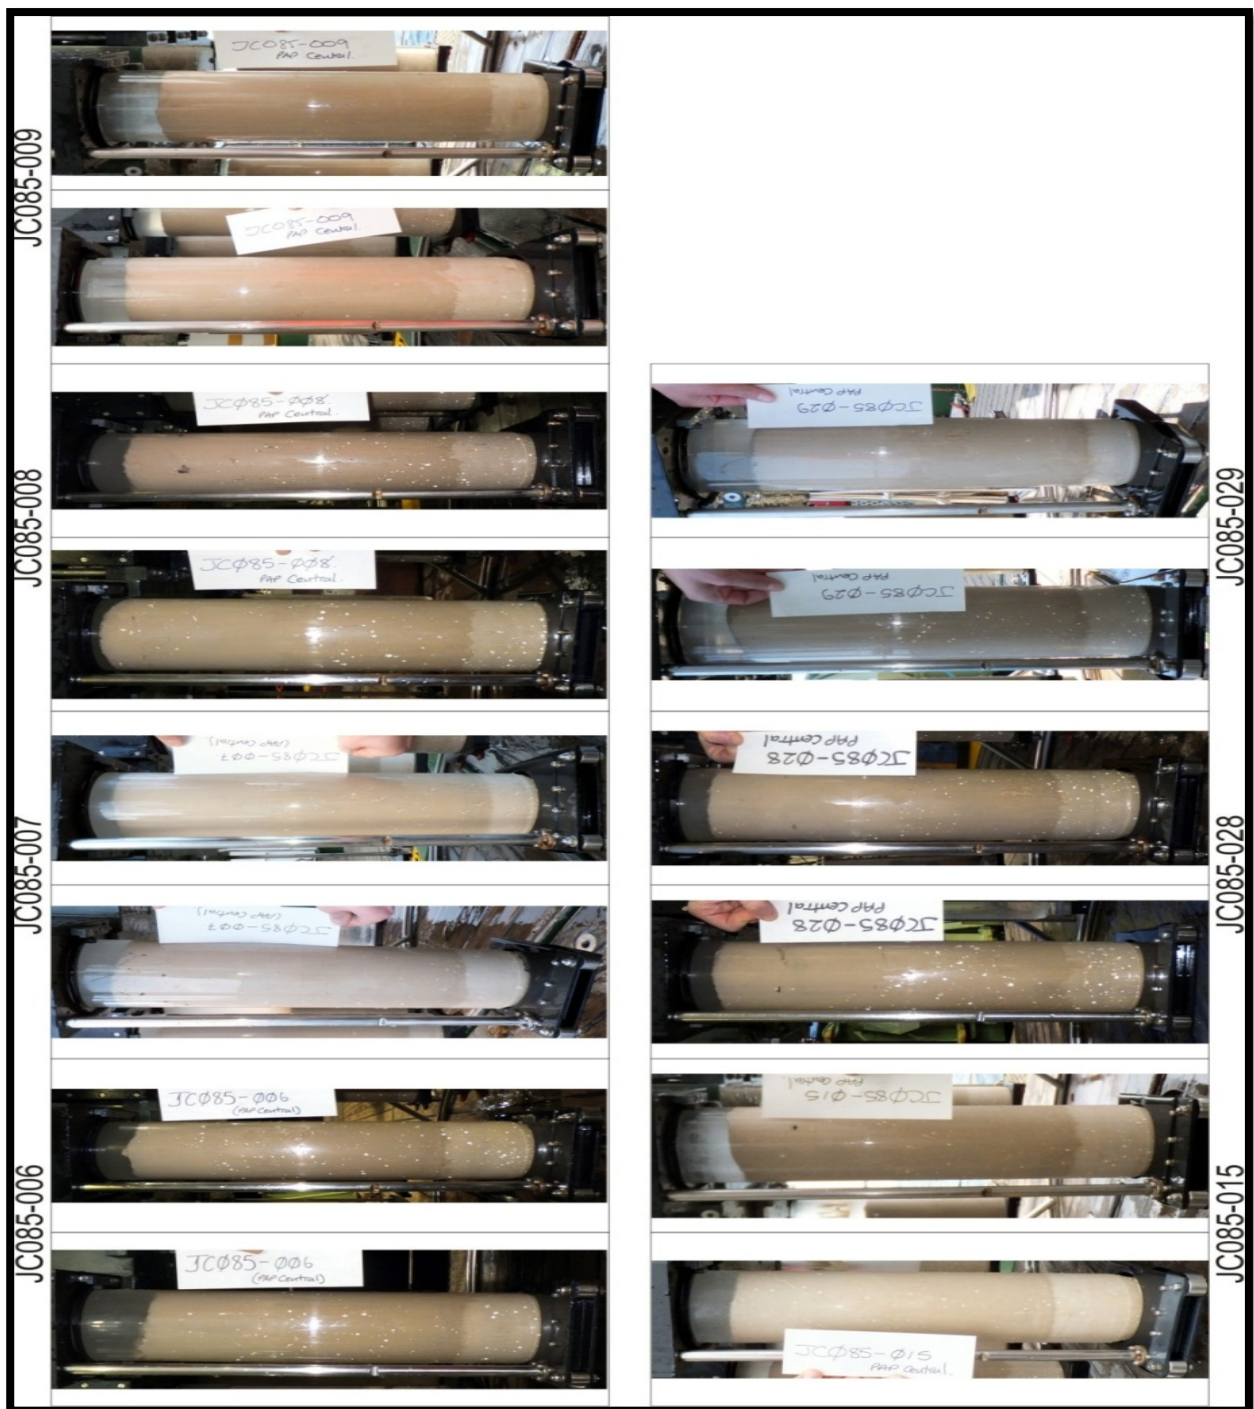 JC085-009
JC085-009
PAP Central.
JC085-009
PAP Central.
JC085-008
JCØ85-ØØ8.
PAP Central.
JCØ85-ØØ8.
PAP Central.
JC085-007
JCØ85-ØØ7
(PAP Central)
JCØ85-ØØ7
(PAP Central)
JC085-006
JCØ85-ØØ6
(PAP Central)
JCØ85-ØØ6
(PAP Central)
JC085-029
JCØ85-Ø29
PAP Central
JCØ85-Ø29
PAP Central
JC085-028
JCØ85-Ø28
PAP Central
JCØ85-Ø28
PAP Central
JC085-015
JCØ85-Ø15
PAP Central
JCØ85-Ø15
PAP Central.